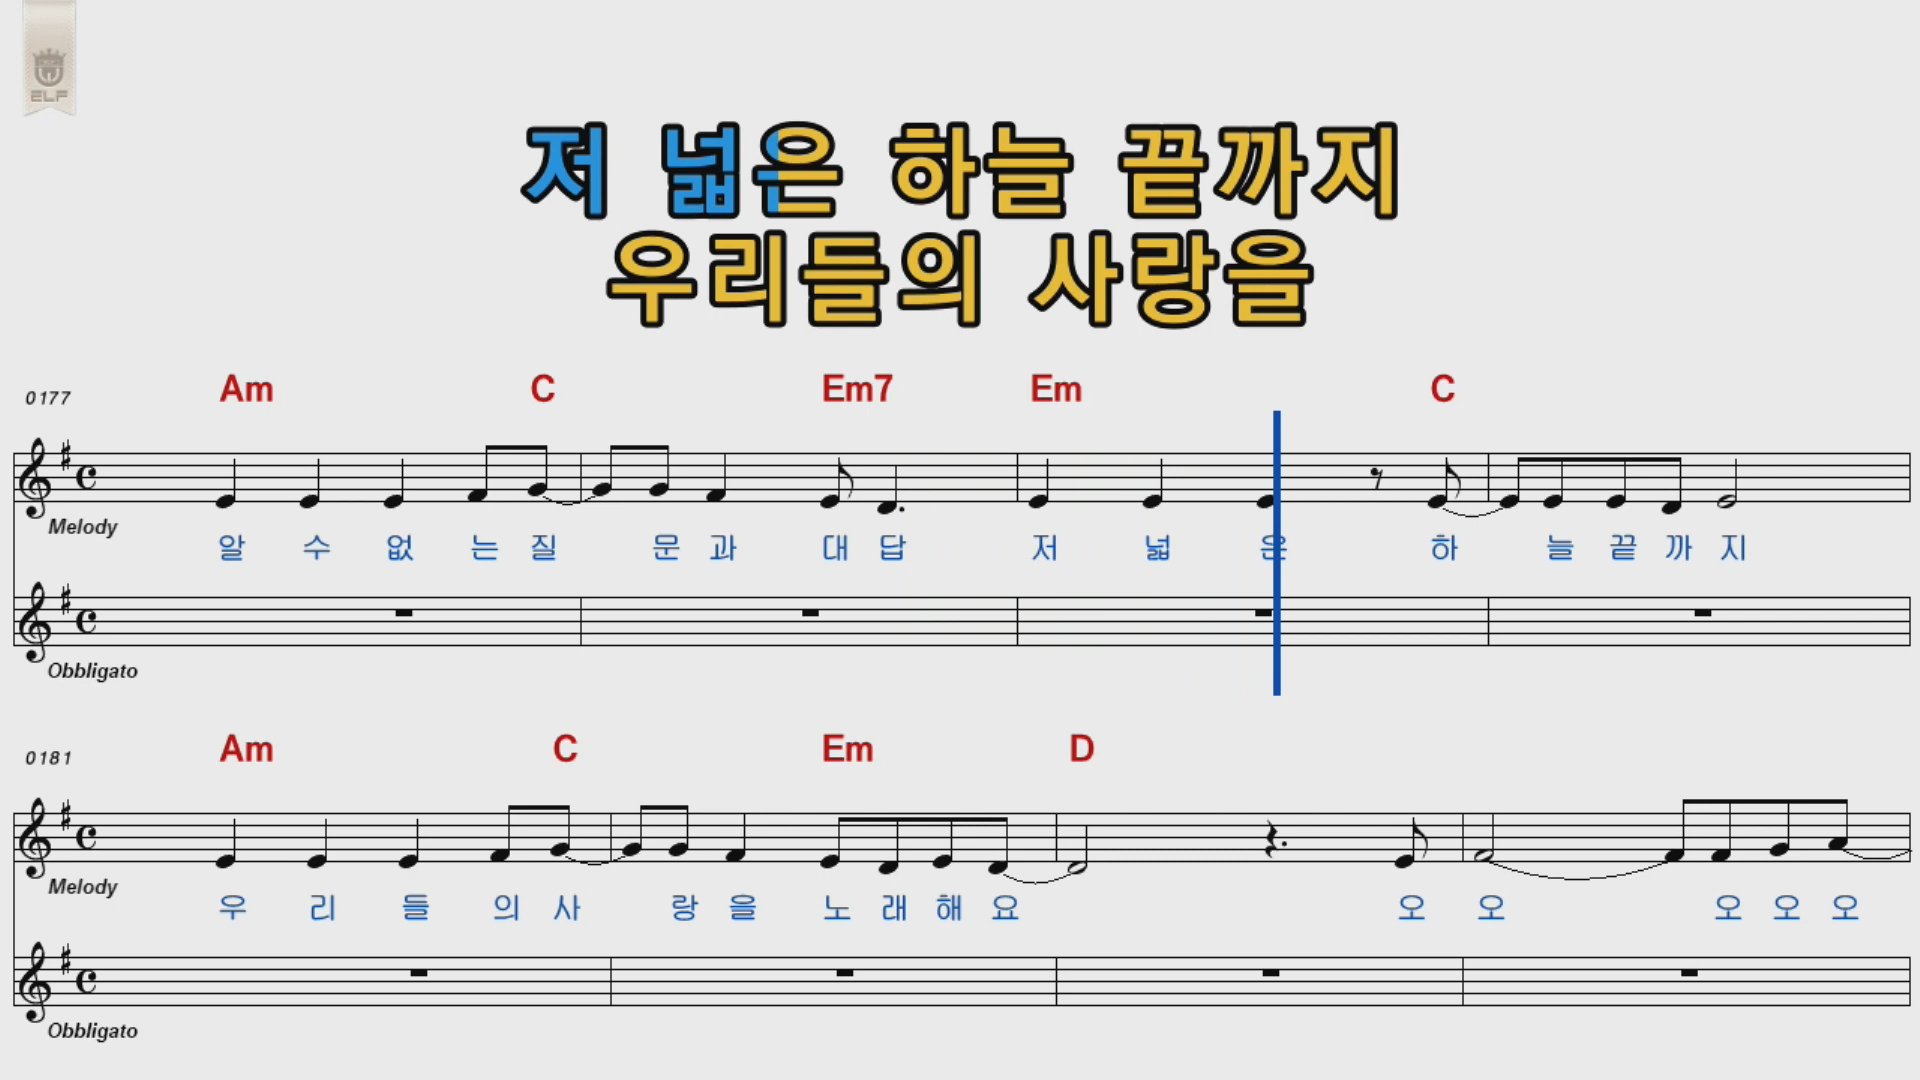 ELF
저 넓은 하늘 끝까지
우리들의 사랑을
0177 Am C Em7 Em C
Melody
알 수 없 는 질 문 과 대 답 저 넓 은 하 늘 끝 까 지
Obbligato
0181 Am C Em D
Melody
우 리 들 의 사 랑 을 노 래 해 요 오 오 오 오 오
Obbligato